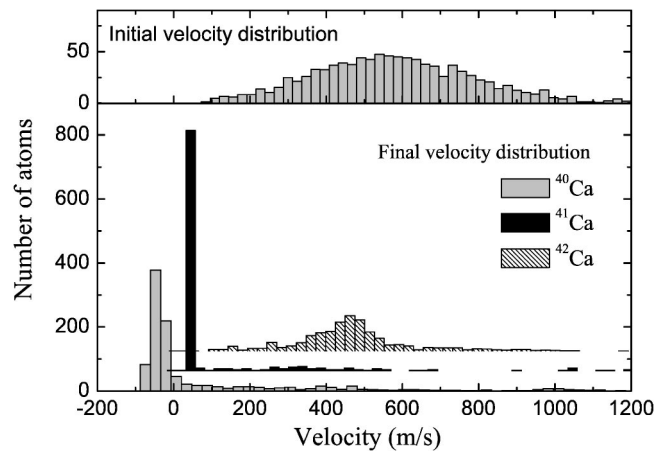 Initial velocity distribution
50
0
800
600
400
200
0
Number of atoms
Final velocity distribution
⁴⁰Ca
⁴¹Ca
⁴²Ca
-200 0 200 400 600 800 1000 1200
Velocity (m/s)